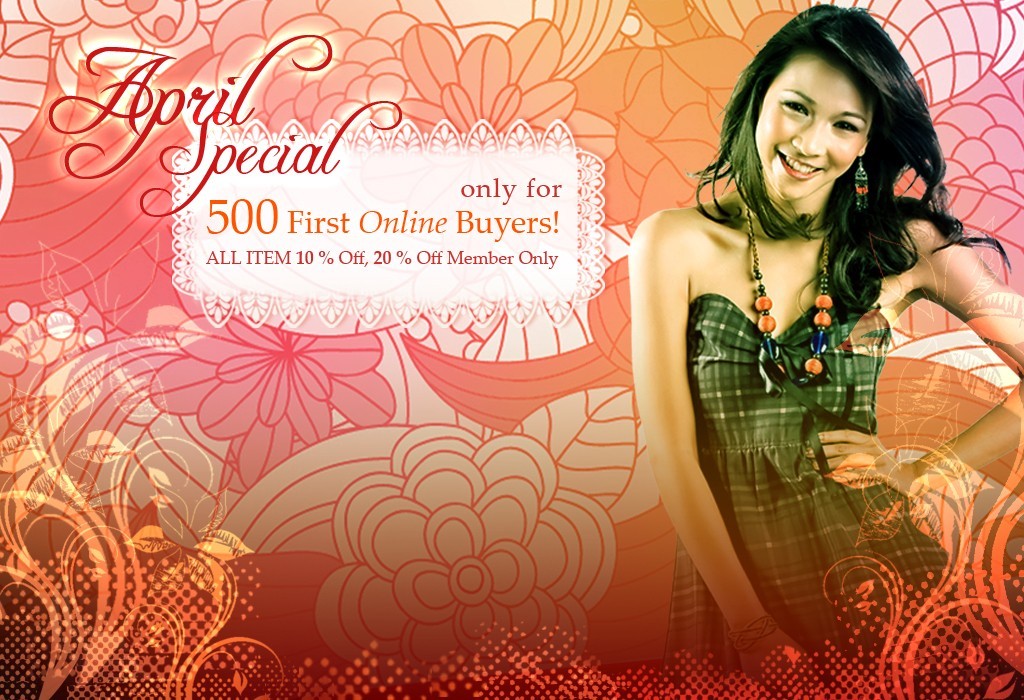 April
Special
only for
500 First Online Buyers!
ALL ITEM 10 % Off, 20 % Off Member Only